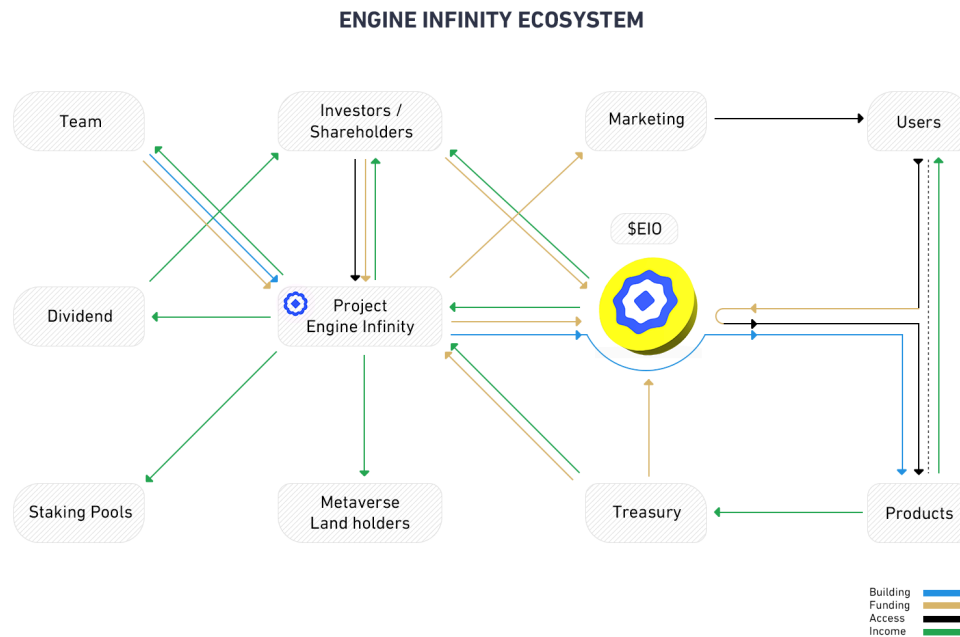 ENGINE INFINITY ECOSYSTEM
Team
Investors /
Shareholders
Marketing
Users
$EIO
Dividend
Project
Engine Infinity
Staking Pools
Metaverse
Land holders
Treasury
Products
Building
Funding
Access
Income